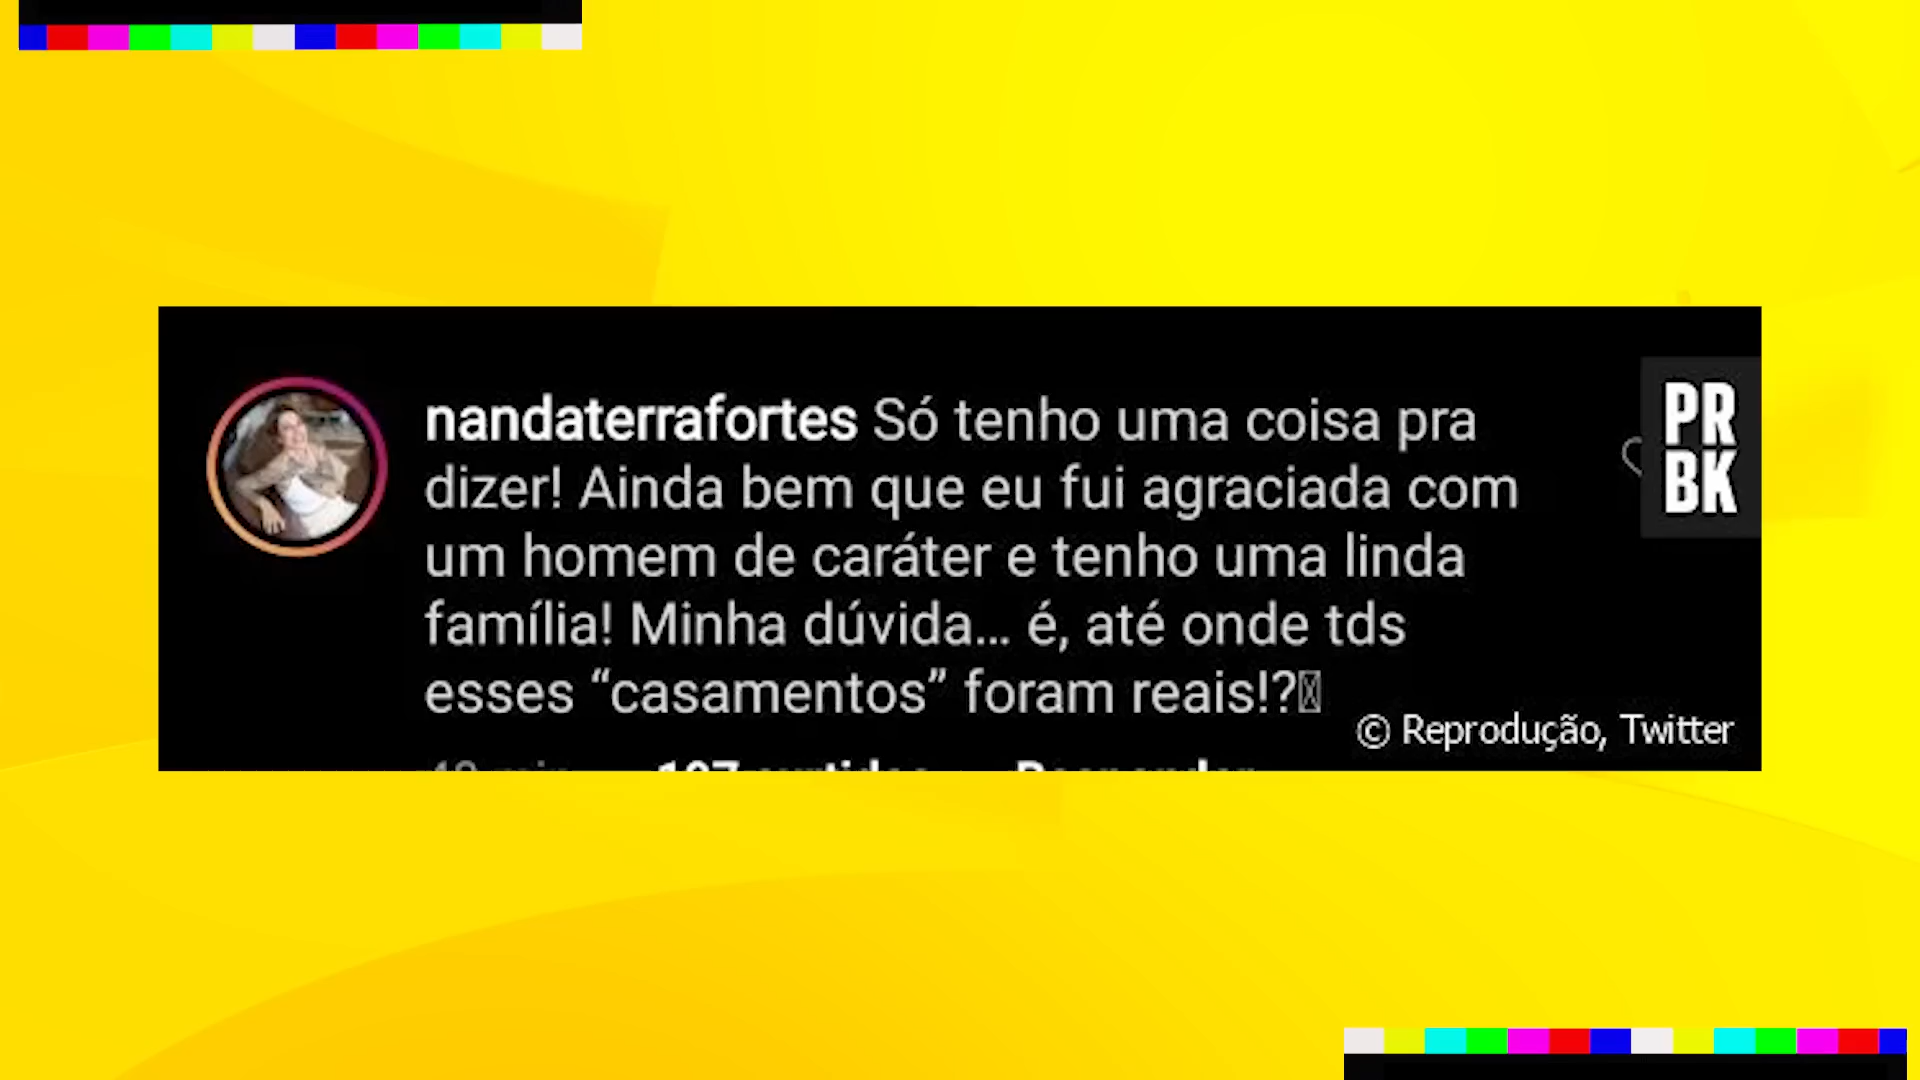 nandaterrafortes Só tenho uma coisa pra
dizer! Ainda bem que eu fui agraciada com
um homem de caráter e tenho uma linda
família! Minha dúvida... é, até onde tds
esses “casamentos” foram reais!?
PR
BK
© Reprodução, Twitter